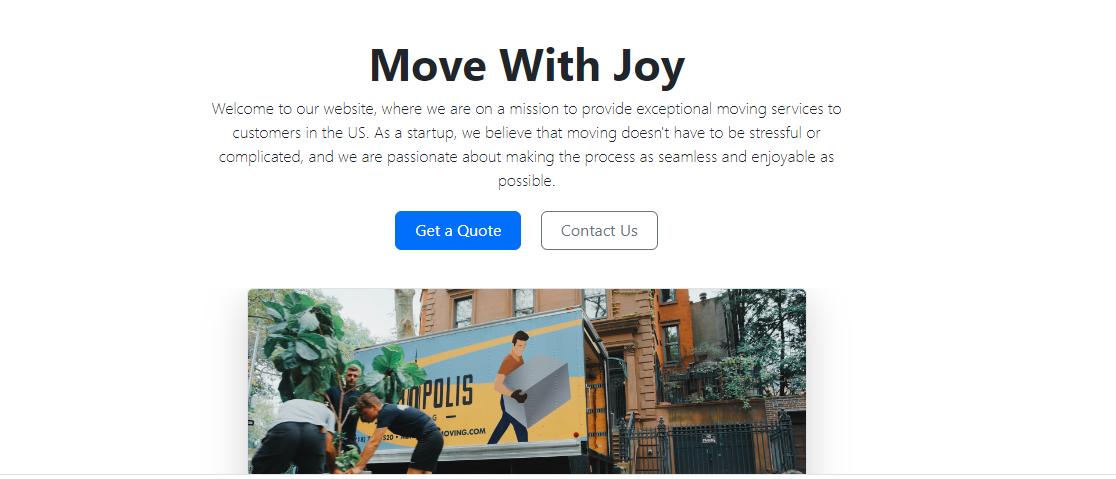 Move With Joy
Welcome to our website, where we are on a mission to provide exceptional moving services to
customers in the US. As a startup, we believe that moving doesn't have to be stressful or
complicated, and we are passionate about making the process as seamless and enjoyable as
possible.
Get a Quote
Contact Us
POLIS
MOVING.COM